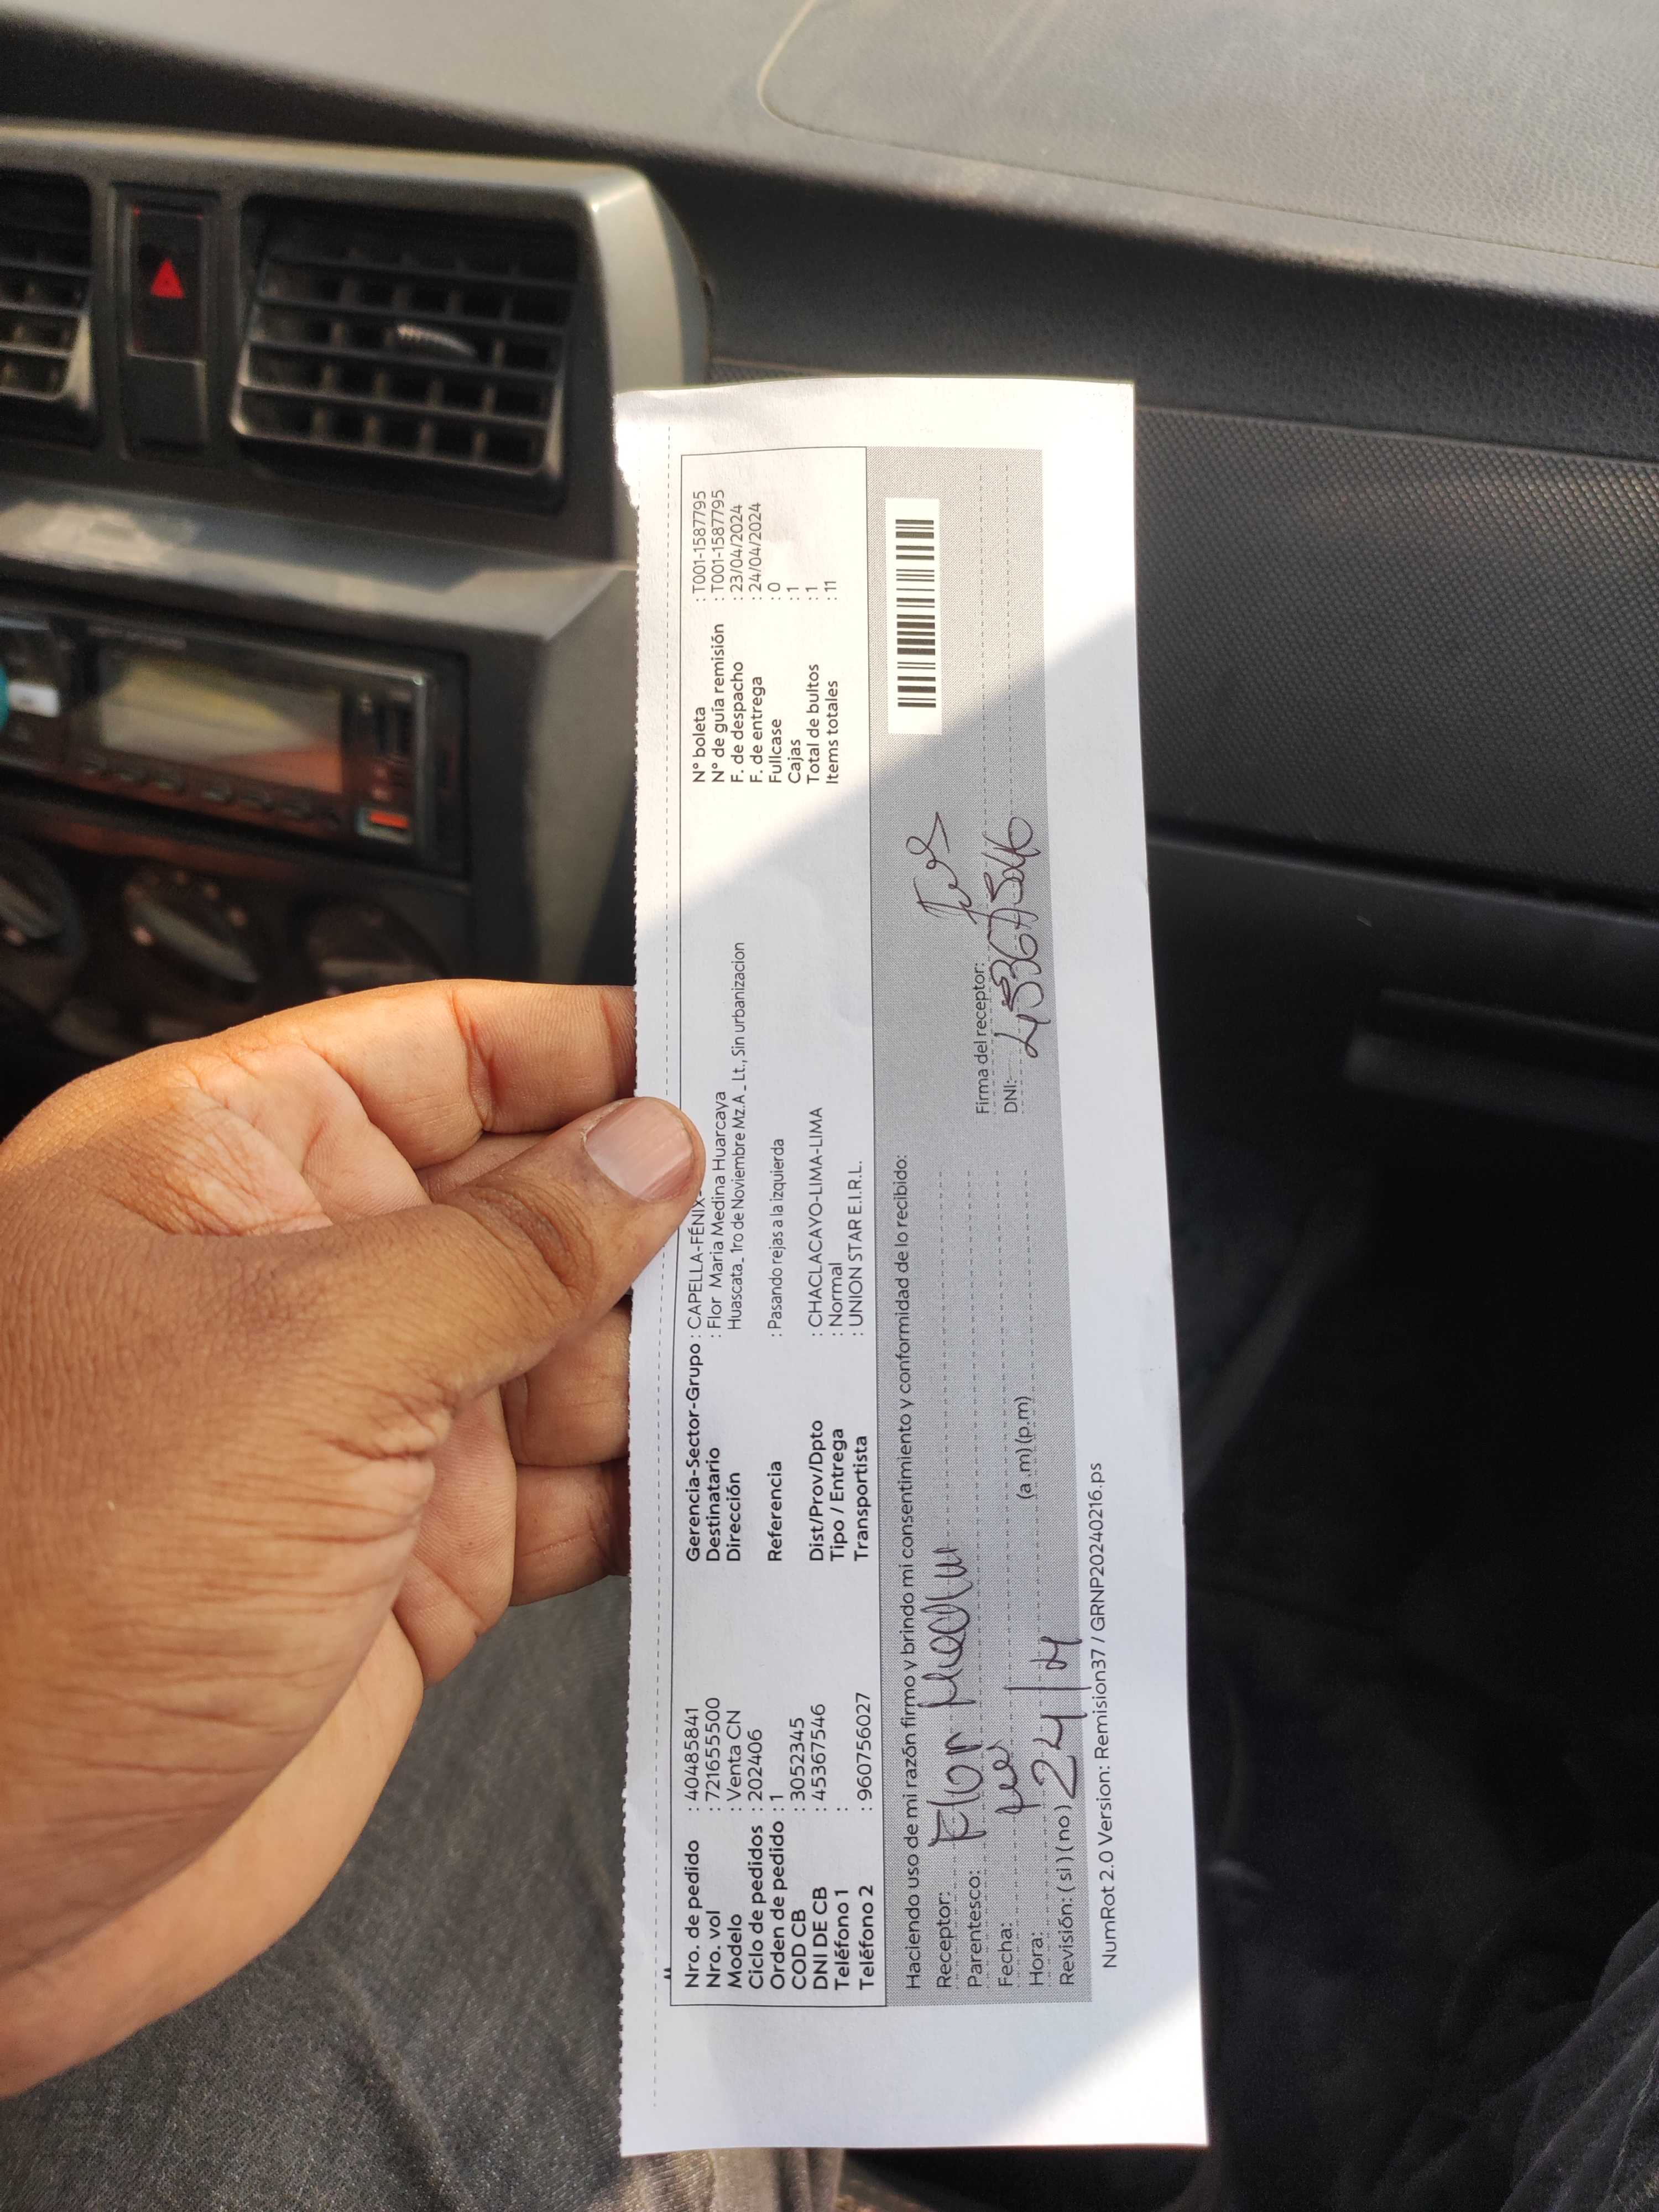 Nro. de pedido : 40485841
Nro. vol : 721655500
Modelo : Venta CN
Ciclo de pedidos : 202406
Orden de pedido : 1
COD CB : 3052345
DNI DE CB : 45367546
Teléfono 1 :
Teléfono 2 : 960756027
Gerencia-Sector-Grupo : CAPELLA-FÉNIX-
Destinatario : Flor Maria Medina Huarcaya
Dirección Huascata_ 1ro de Noviembre Mz.A _ Lt., Sin urbanizacion
Referencia : Pasando rejas a la izquierda
Dist/Prov/Dpto : CHACLACAYO-LIMA-LIMA
Tipo / Entrega : Normal
Transportista : UNION STAR E.I.R.L.
N° boleta : T001-1587795
N° de guía remisión : T001-1587795
F. de despacho : 23/04/2024
F. de entrega : 24/04/2024
Fullcase : 0
Cajas : 1
Total de bultos : 1
Items totales : 11
Haciendo uso de mi razón firmo y brindo mi consentimiento y conformidad de lo recibido:
Receptor: Flor
Parentesco:
Fecha:
Hora: (a .m) (p.m)
Revisión: ( si ) ( no ) 24/4
Firma del receptor:
DNI: 45367546
NumRot 2.0 Version: Remision37 / GRNP20240216.ps